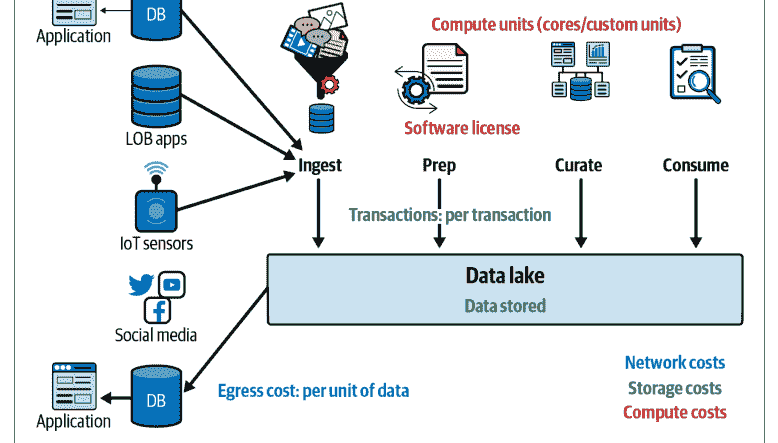 Application
DB
Compute units (cores/custom units)
LOB apps
Software license
Ingest
Prep
Curate
Consume
Transactions: per transaction
IoT sensors
Data lake
Data stored
Social media
Egress cost: per unit of data
Network costs
Storage costs
Compute costs
DB
Application